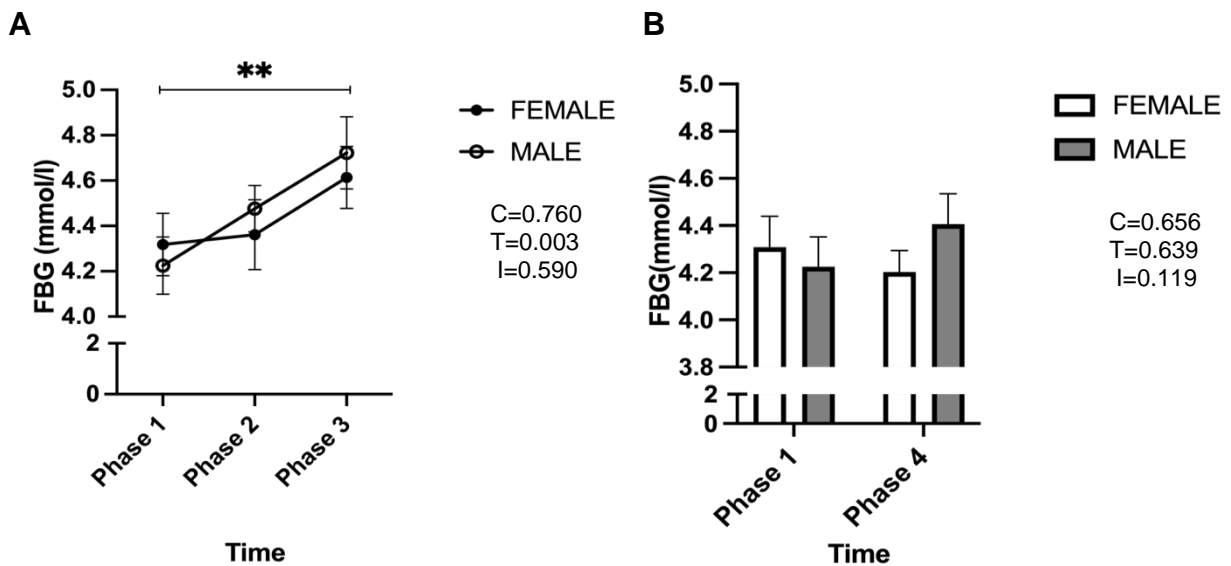 A
**
5.0
4.8
4.6
4.4
4.2
4.0
2
0
FBG (mmol/l)
Phase 1
Phase 2
Phase 3
Time
FEMALE
MALE
C=0.760
T=0.003
I=0.590
B
5.0
4.8
4.6
4.4
4.2
4.0
3.8
2
0
FBG(mmol/l)
Phase 1
Phase 4
Time
FEMALE
MALE
C=0.656
T=0.639
I=0.119